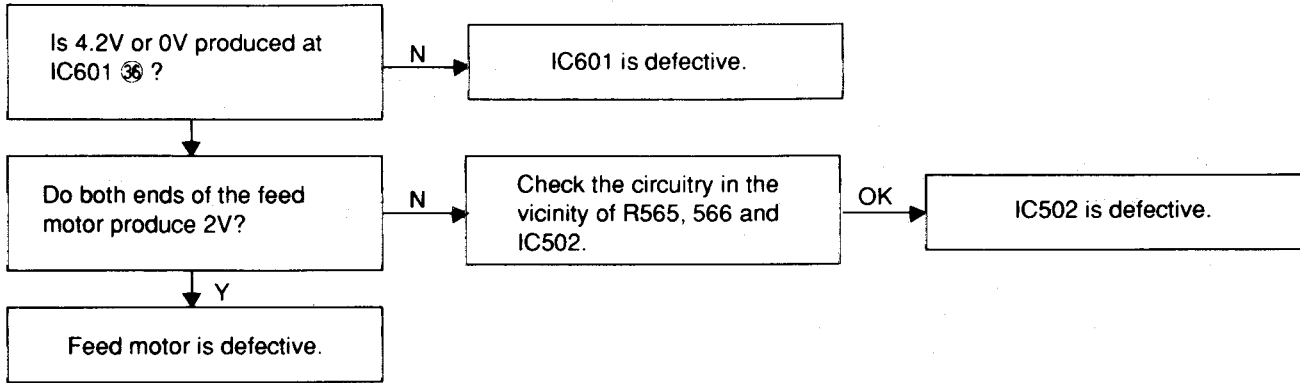 Is 4.2V or 0V produced at
IC601 ㊱ ?
N
IC601 is defective.
Do both ends of the feed
motor produce 2V?
N
Check the circuitry in the
vicinity of R565, 566 and
IC502.
OK
IC502 is defective.
Y
Feed motor is defective.